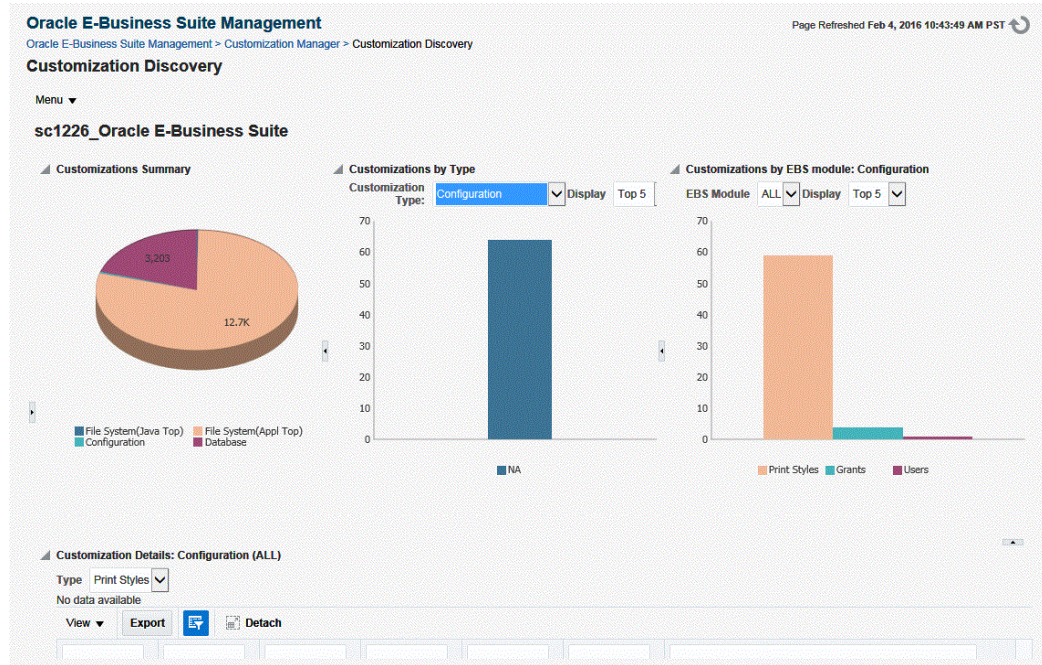 Oracle E-Business Suite Management
Page Refreshed Feb 4, 2016 10:43:49 AM PST
Oracle E-Business Suite Management > Customization Manager > Customization Discovery
Customization Discovery
Menu
sc1226_Oracle E-Business Suite
Customizations Summary
3,203
12.7K
File System(Java Top) File System(Appl Top)
Configuration Database
Customizations by Type
Customization Type: Configuration Display Top 5
70
60
50
40
30
20
10
0
NA
Customizations by EBS module: Configuration
EBS Module ALL Display Top 5
70
60
50
40
30
20
10
0
Print Styles Grants Users
Customization Details: Configuration (ALL)
Type Print Styles
No data available
View Export Detach